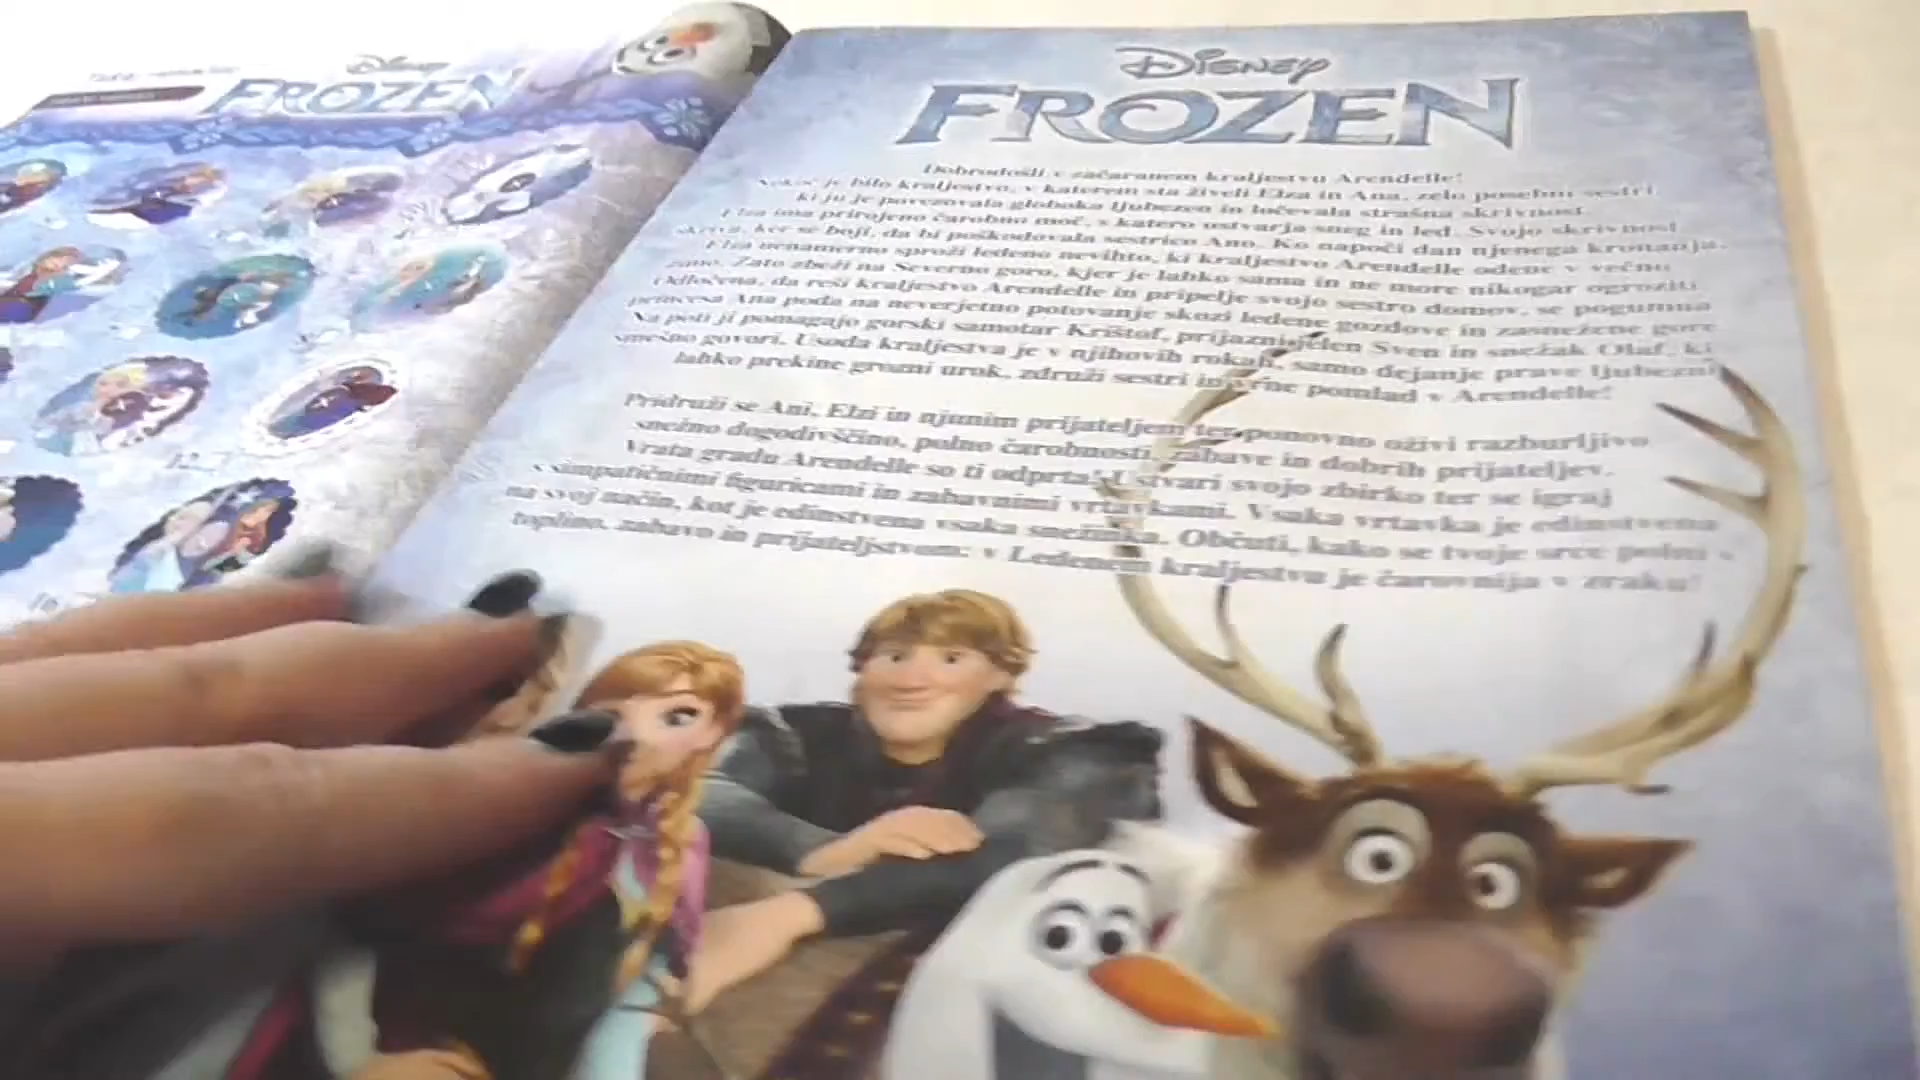 Disney
FROZEN
Disney
FROZEN
Dobrodošli v začaranem kraljestvu Arendelle!
Nekoč je bilo kraljestvo, v katerem sta živeli Elza in Ana, zelo posebni sestri
ki ju je povezovala globoka ljubezen in ločevala strašna skrivnost.
Elza ima prirojeno čarobno moč, s katero ustvarja sneg in led. Svojo skrivnost
skriva, ker se boji, da bi poškodovala sestrico Ano. Ko napoči dan njenega kronanja,
Elza nenamerno sproži ledeno nevihto, ki kraljestvo Arendelle odene v večno
zimo. Zato zbeži na Severno goro, kjer je lahko sama in ne more nikogar ogroziti.
Odločena, da reši kraljestvo Arendelle in pripelje svojo sestro domov, se pogumna
princesa Ana poda na neverjetno potovanje skozi ledene gozdove in zasnežene gore.
Na poti ji pomagajo gorski samotar Krištof, prijazni jelen Sven in snežak Olaf, ki
smešno govori. Usoda kraljestva je v njihovih rokah, samo dejanje prave ljubezni
lahko prekine grozni urok, združi sestri in vrne pomlad v Arendelle!
Pridruži se Ani, Elzi in njunim prijateljem ter ponovno oživi razburljivo
snežno dogodivščino, polno čarobnosti, zabave in dobrih prijateljev.
Vrata gradu Arendelle so ti odprta! Ustvari svojo zbirko ter se igraj
s simpatičnimi figuricami in zabavnimi vrtavkami. Vsaka vrtavka je edinstvena
na svoj način, kot je edinstvena vsaka snežinka. Občuti, kako se tvoje srce polni s
toplino, zabavo in prijateljstvom: v Ledenem kraljestvu je čarovnija v zraku!